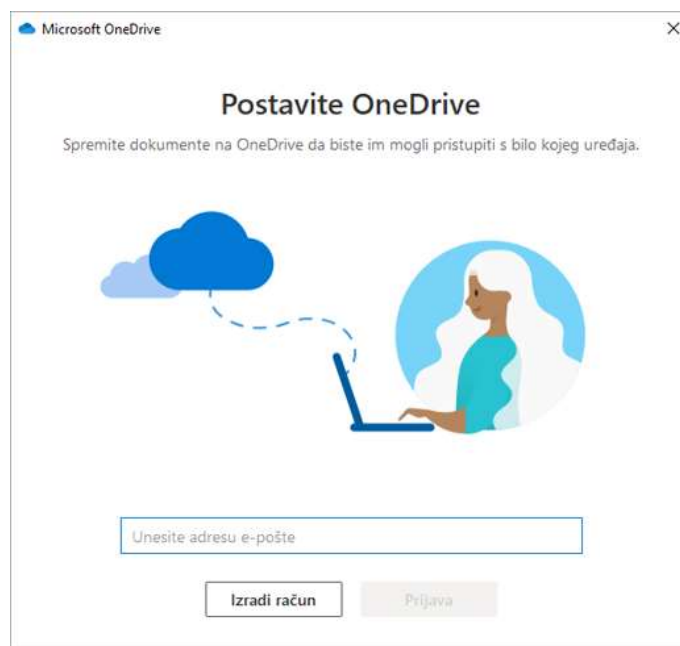 Microsoft OneDrive
Postavite OneDrive
Spremite dokumente na OneDrive da biste im mogli pristupiti s bilo kojeg uređaja.
Unesite adresu e-pošte
Izradi račun
Prijava